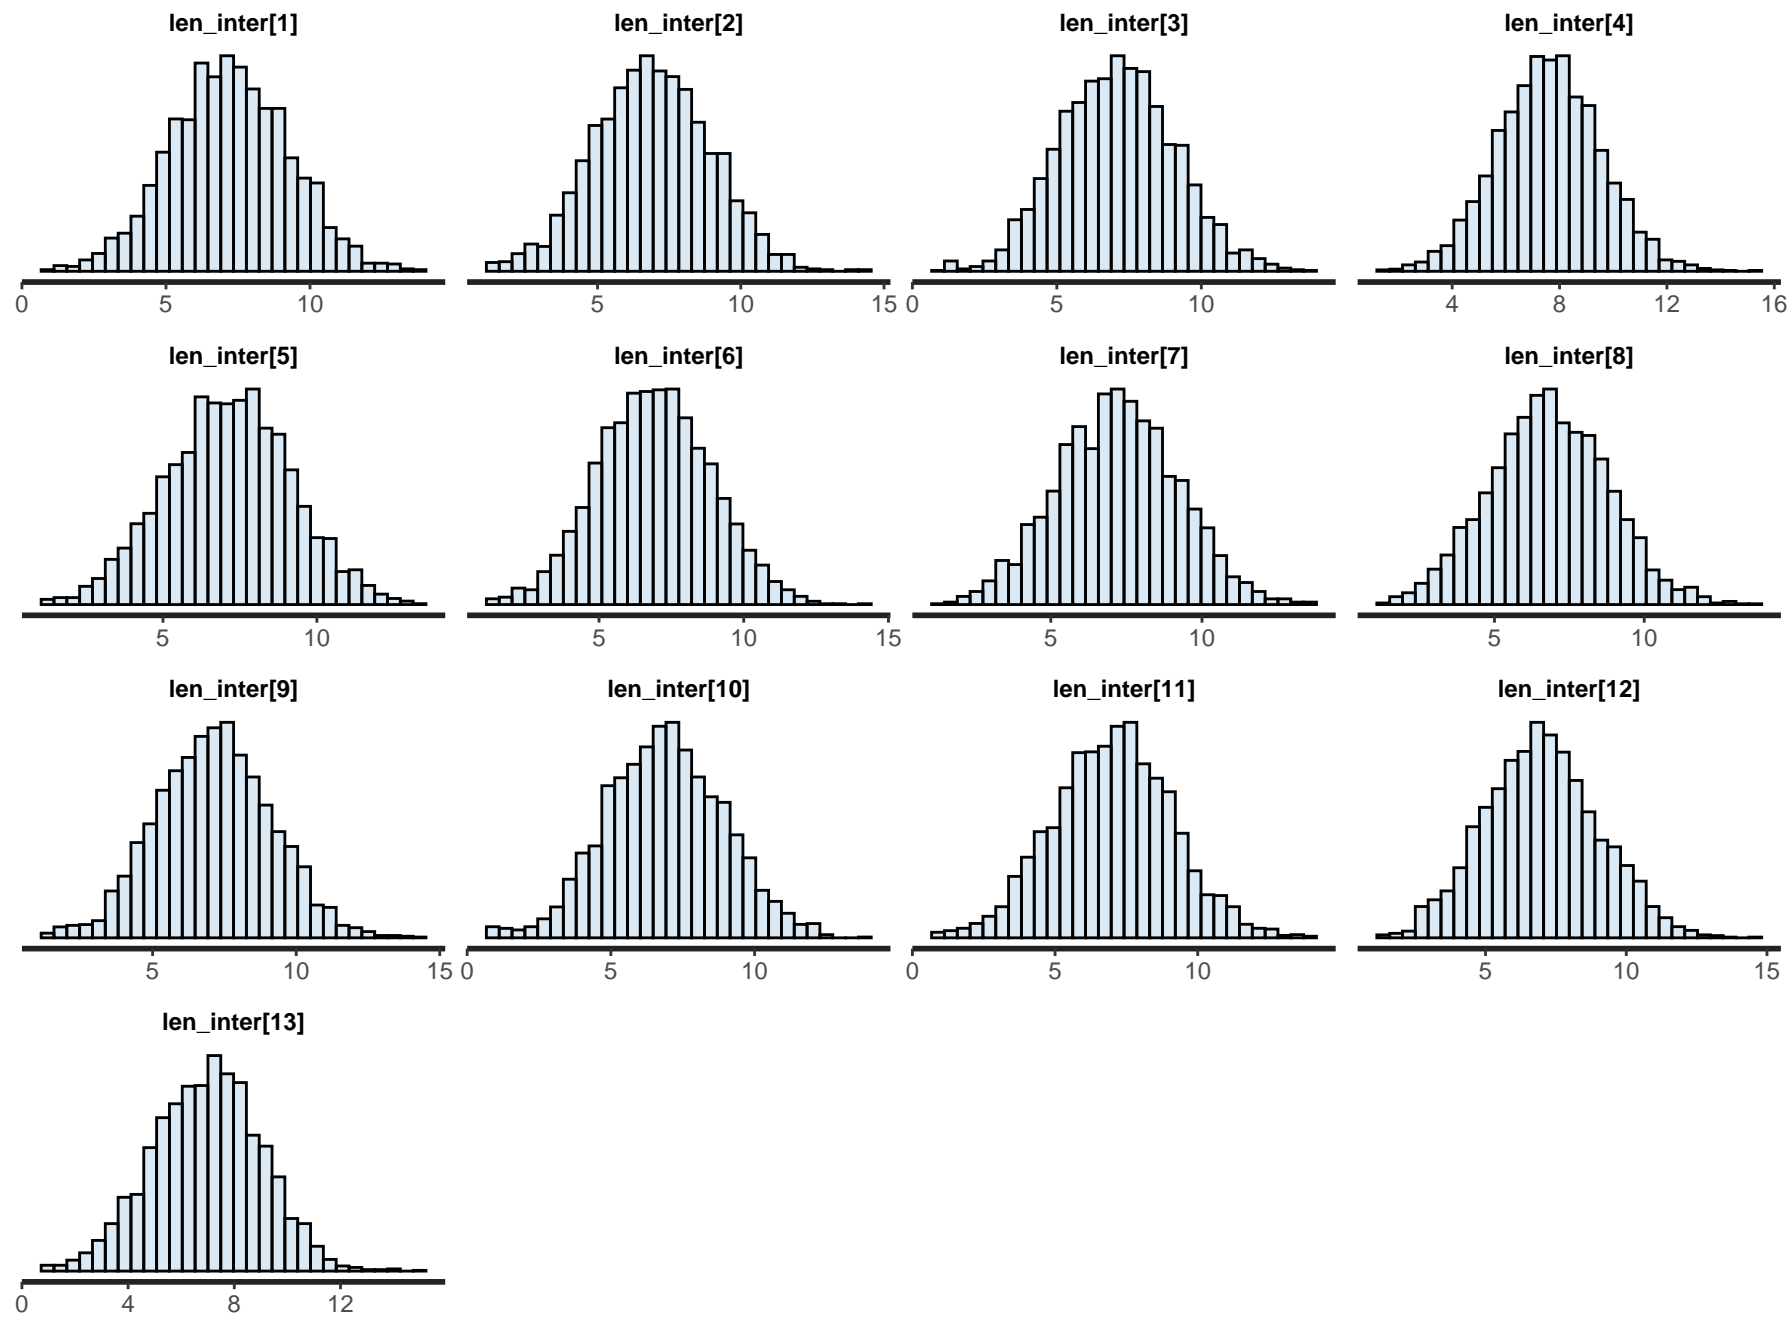 len_inter[1] len_inter[2] len_inter[3] len_inter[4]
0 5 10 5 10 15 0 5 10 4 8 12 16
len_inter[5] len_inter[6] len_inter[7] len_inter[8]
5 10 5 10 15 5 10 5 10
len_inter[9] len_inter[10] len_inter[11] len_inter[12]
5 10 15 0 5 10 0 5 10 5 10 15
len_inter[13]
0 4 8 12